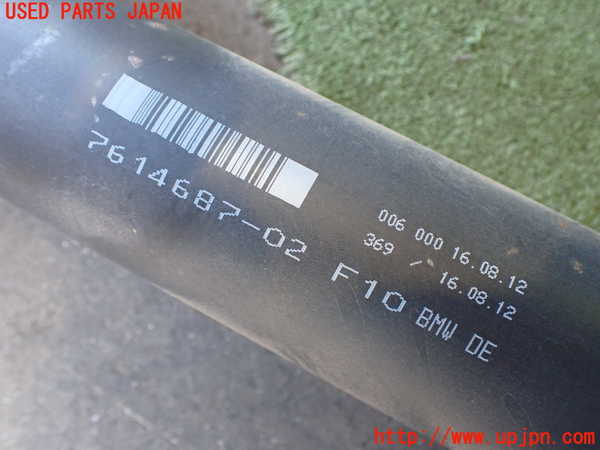 USED PARTS JAPAN
7614687-02 F10 BMW DE
006 000 16.08.12
369 / 16.08.12
http://www.upjpn.com/